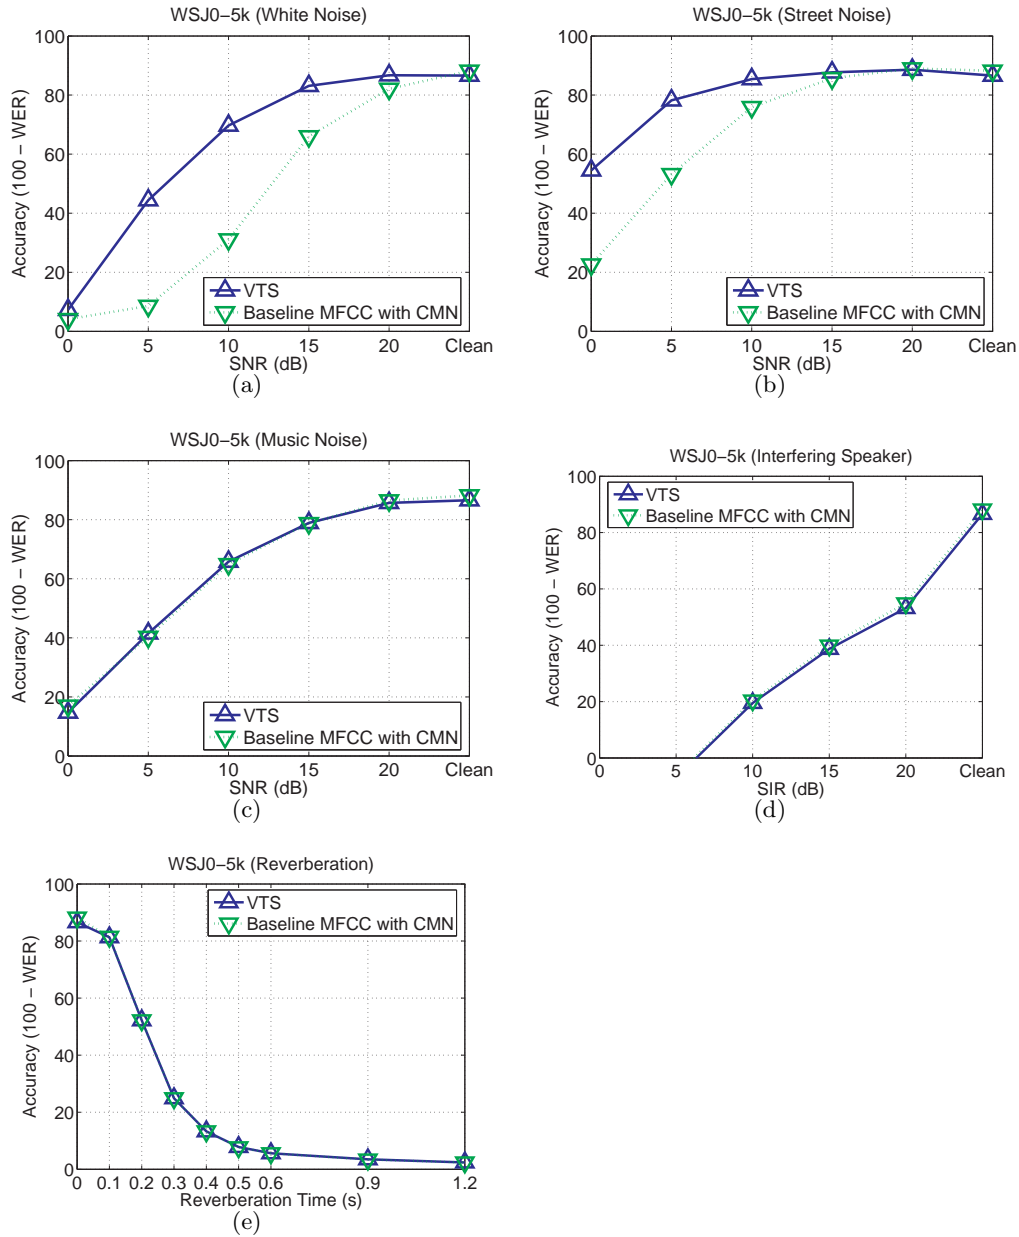 WSJ0−5k (White Noise)
100
80
60
40
20
0
Accuracy (100 − WER)
VTS
Baseline MFCC with CMN
0 5 10 15 20 Clean
SNR (dB)
(a)
WSJ0−5k (Street Noise)
100
80
60
40
20
0
Accuracy (100 − WER)
VTS
Baseline MFCC with CMN
0 5 10 15 20 Clean
SNR (dB)
(b)
WSJ0−5k (Music Noise)
100
80
60
40
20
0
Accuracy (100 − WER)
VTS
Baseline MFCC with CMN
0 5 10 15 20 Clean
SNR (dB)
(c)
WSJ0−5k (Interfering Speaker)
100
80
60
40
20
0
Accuracy (100 − WER)
VTS
Baseline MFCC with CMN
0 5 10 15 20 Clean
SIR (dB)
(d)
WSJ0−5k (Reverberation)
100
80
60
40
20
0
Accuracy (100 − WER)
VTS
Baseline MFCC with CMN
0 0.1 0.2 0.3 0.4 0.5 0.6 0.9 1.2
Reverberation Time (s)
(e)